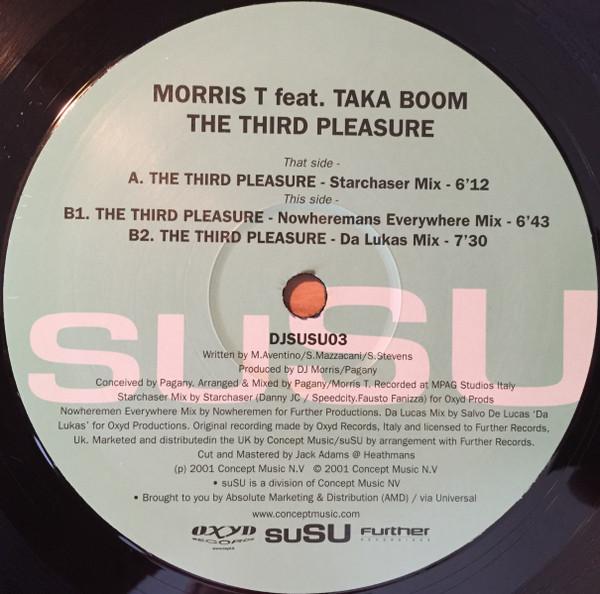 MORRIS T feat. TAKA BOOM
THE THIRD PLEASURE
That side -
A. THE THIRD PLEASURE - Starchaser Mix - 6'12
This side -
B1. THE THIRD PLEASURE - Nowheremans Everywhere Mix - 6'43
B2. THE THIRD PLEASURE - Da Lukas Mix - 7'30
suSU
DJSUSU03
Written by M.Aventino/S.Mazzacani/S.Stevens
Produced by DJ Morris/Pagany
Conceived by Pagany. Arranged & Mixed by Pagany/Morris T. Recorded at MPAG Studios Italy
Starchaser Mix by Starchaser (Danny JC / Speedcity.Fausto Fanizza) for Oxyd Prods
Nowheremen Everywhere Mix by Nowheremen for Further Productions. Da Lucas Mix by Salvo De Lucas 'Da
Lukas' for Oxyd Productions. Original recording made by Oxyd Records, Italy and licensed to Further Records,
Uk. Marketed and distributedin the UK by Concept Music/suSU by arrangement with Further Records.
Cut and Mastered by Jack Adams @ Heathmans
(p) 2001 Concept Music N.V © 2001 Concept Music N.V
• suSU is a division of Concept Music NV
• Brought to you by Absolute Marketing & Distribution (AMD) / via Universal
www.conceptmusic.com
OXYD RECORDS suSU Further RECORDINGS